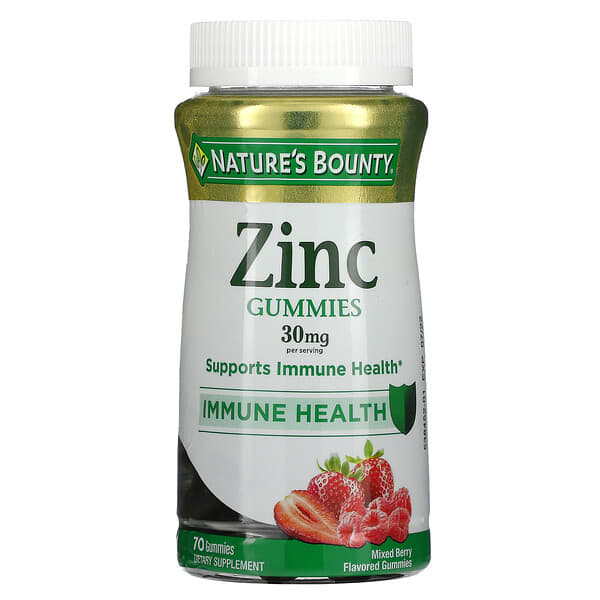 NATURE'S BOUNTY®
Zinc
GUMMIES
30mg
per serving
Supports Immune Health*
IMMUNE HEALTH
70 Gummies
DIETARY SUPPLEMENT
Mixed Berry
Flavored Gummies